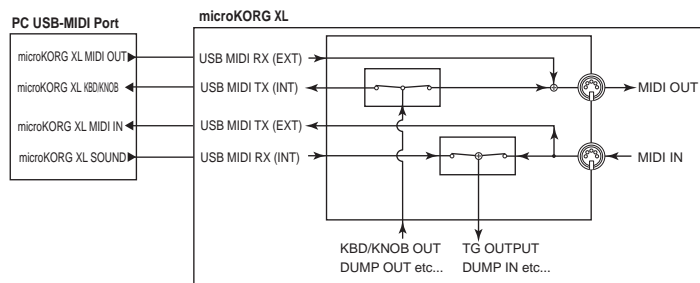 microKORG XL
PC USB-MIDI Port
microKORG XL MIDI OUT
USB MIDI RX (EXT)
microKORG XL KBD/KNOB
USB MIDI TX (INT)
MIDI OUT
microKORG XL MIDI IN
USB MIDI TX (EXT)
microKORG XL SOUND
USB MIDI RX (INT)
MIDI IN
KBD/KNOB OUT
DUMP OUT etc...
TG OUTPUT
DUMP IN etc...